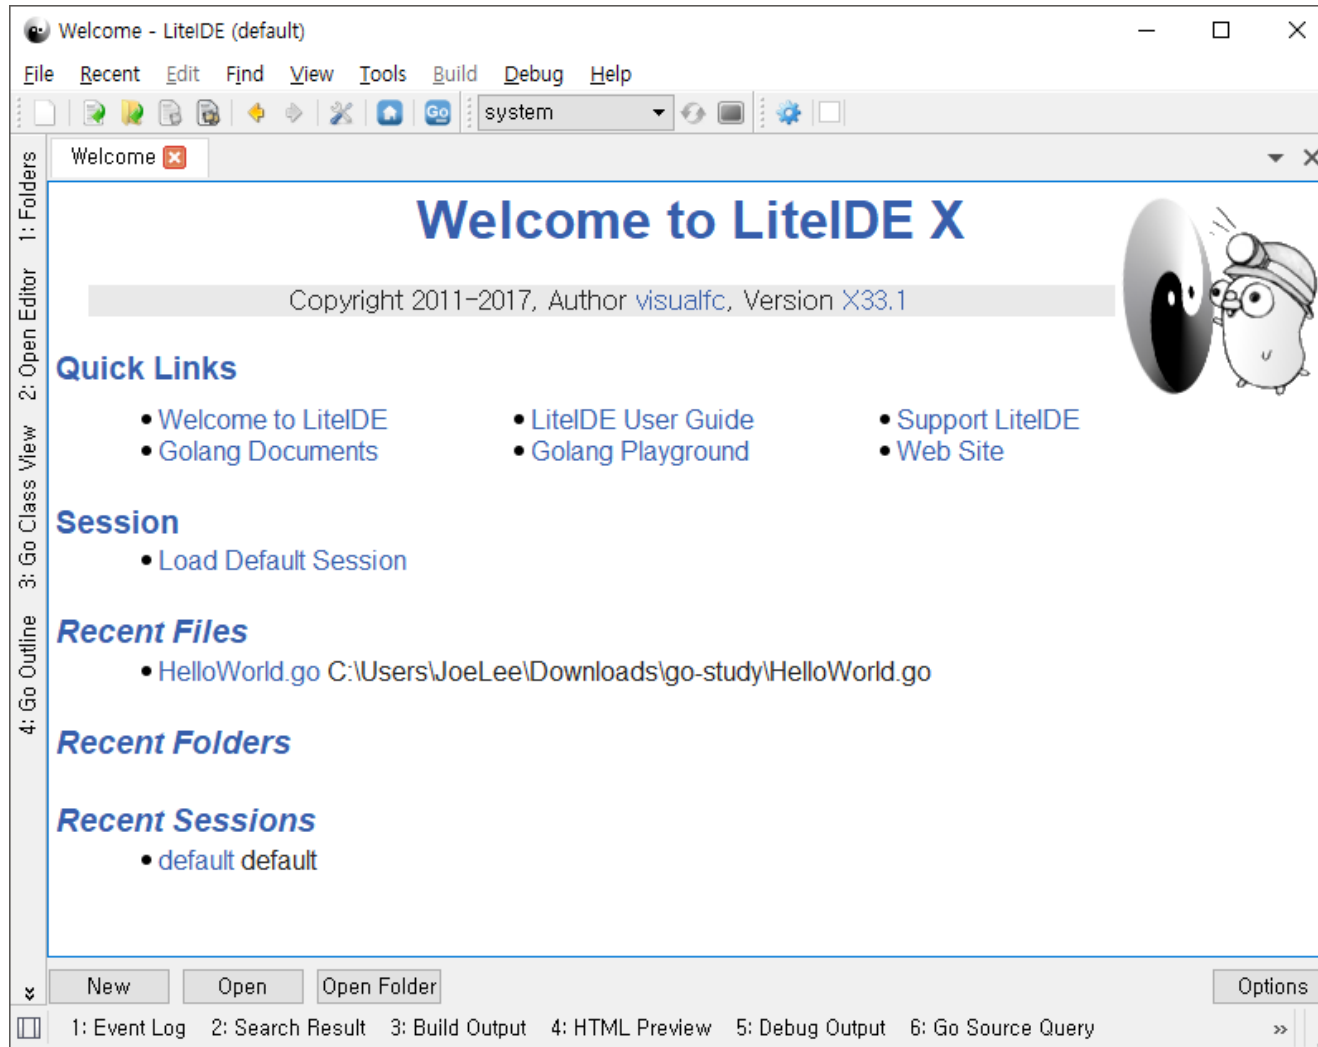 Welcome - LiteIDE (default)
File Recent Edit Find View Tools Build Debug Help
Go system
Welcome
1: Folders
2: Open Editor
3: Go Class View
4: Go Outline
Welcome to LiteIDE X
Copyright 2011-2017, Author visualfc, Version X33.1
Quick Links
• Welcome to LiteIDE • LiteIDE User Guide • Support LiteIDE
• Golang Documents • Golang Playground • Web Site
Session
• Load Default Session
Recent Files
• HelloWorld.go C:\Users\JoeLee\Downloads\go-study\HelloWorld.go
Recent Folders
Recent Sessions
• default default
New Open Open Folder Options
1: Event Log 2: Search Result 3: Build Output 4: HTML Preview 5: Debug Output 6: Go Source Query »